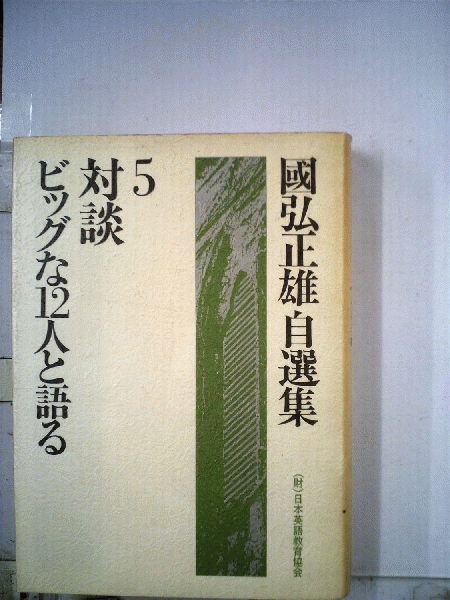 國弘正雄自選集
(財)日本英語教育協会
5
対談
ビッグな12人と語る